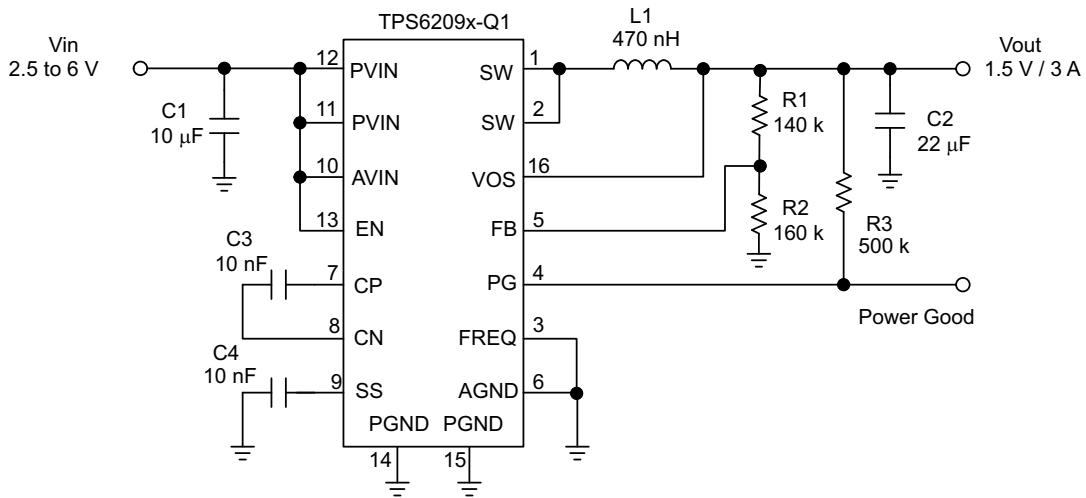 TPS6209x-Q1
Vin
2.5 to 6 V
C1
10 μF
12
PVIN
11
PVIN
10
AVIN
13
EN
C3
10 nF
7
CP
8
CN
C4
10 nF
9
SS
PGND
PGND
14
15
SW
1
SW
2
VOS
16
FB
5
PG
4
FREQ
3
AGND
6
L1
470 nH
R1
140 k
R2
160 k
R3
500 k
C2
22 μF
Vout
1.5 V / 3 A
Power Good